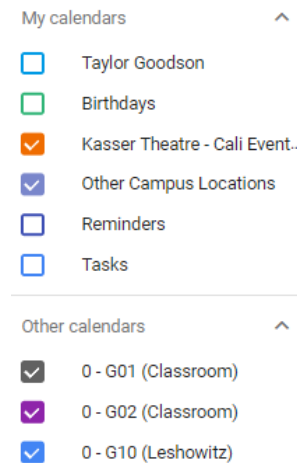 My calendars
Taylor Goodson
Birthdays
Kasser Theatre - Cali Event..
Other Campus Locations
Reminders
Tasks
Other calendars
0 - G01 (Classroom)
0 - G02 (Classroom)
0 - G10 (Leshowitz)